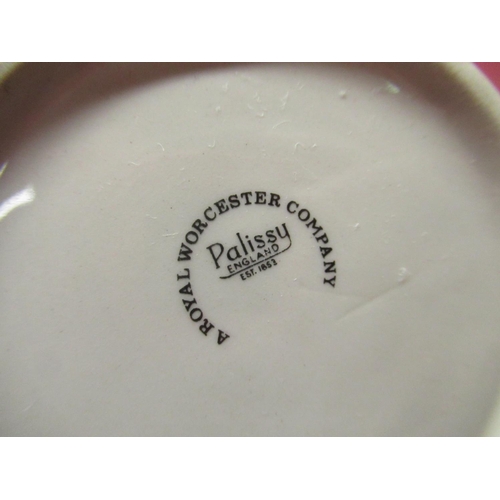 A ROYAL WORCESTER COMPANY
Palissy
ENGLAND
EST. 1853